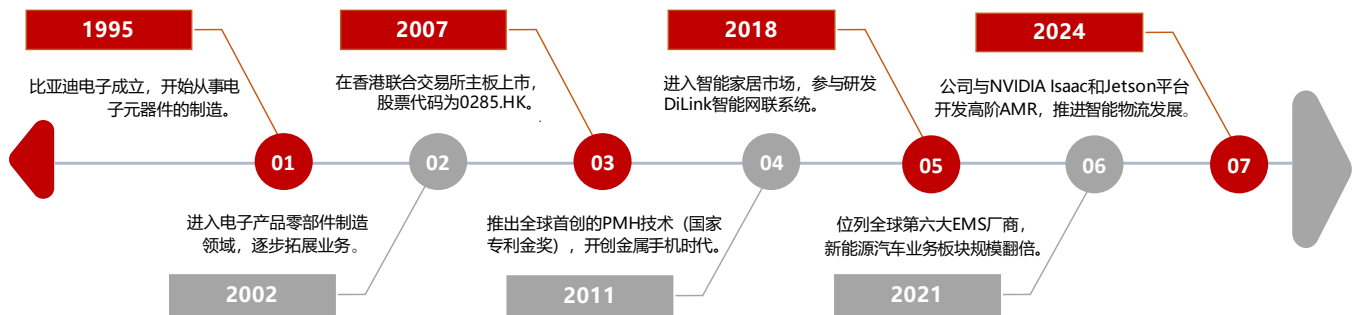 1995
比亚迪电子成立，开始从事电
子元器件的制造。
01
2002
进入电子产品零部件制造
领域，逐步拓展业务。
02
2007
在香港联合交易所主板上市，
股票代码为0285.HK。
03
2011
推出全球首创的PMH技术（国家
专利金奖），开创金属手机时代。
04
2018
进入智能家居市场，参与研发
DiLink智能网联系统。
05
2021
位列全球第六大EMS厂商，
新能源汽车业务板块规模翻倍。
06
2024
公司与NVIDIA Isaac和Jetson平台
开发高阶AMR，推进智能物流发展。
07